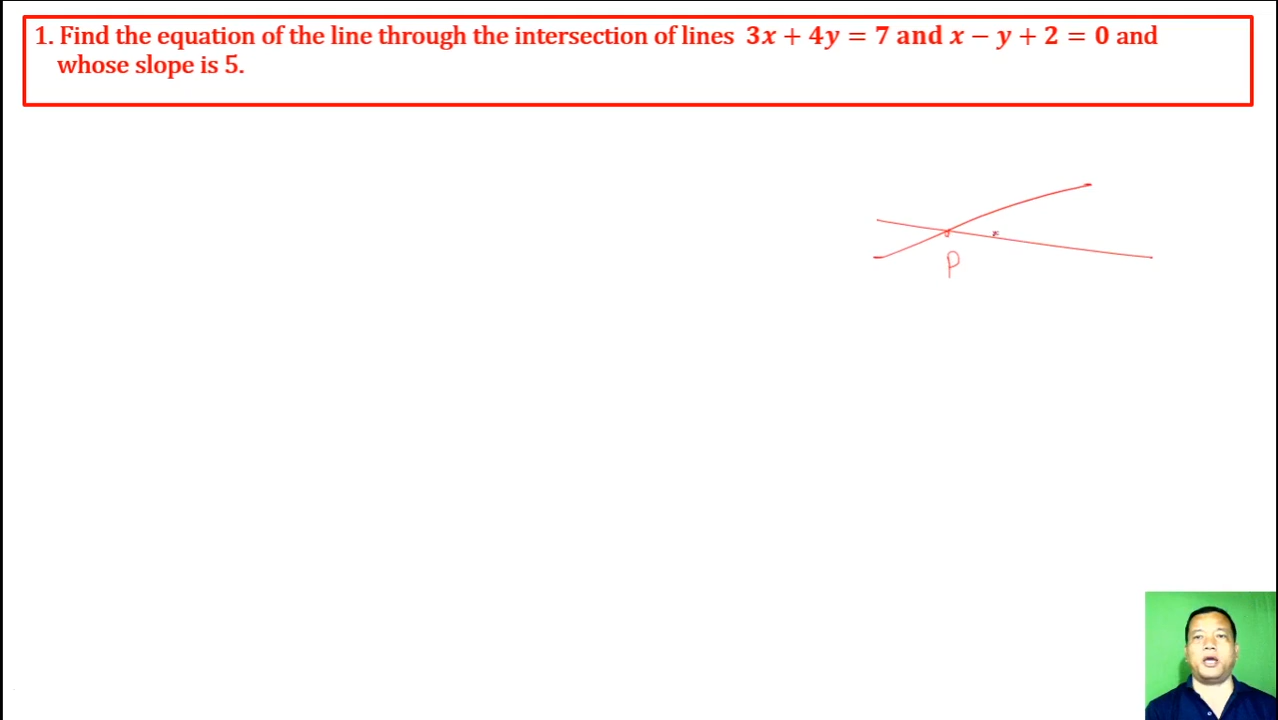 1. Find the equation of the line through the intersection of lines 3x + 4y = 7 and x − y + 2 = 0 and
whose slope is 5.
P